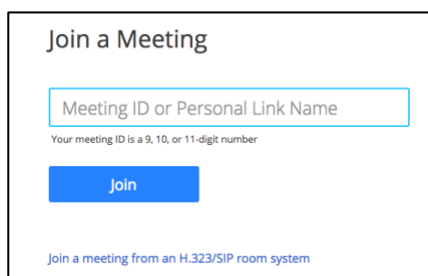 Join a Meeting
Meeting ID or Personal Link Name
Your meeting ID is a 9, 10, or 11-digit number
Join
Join a meeting from an H.323/SIP room system